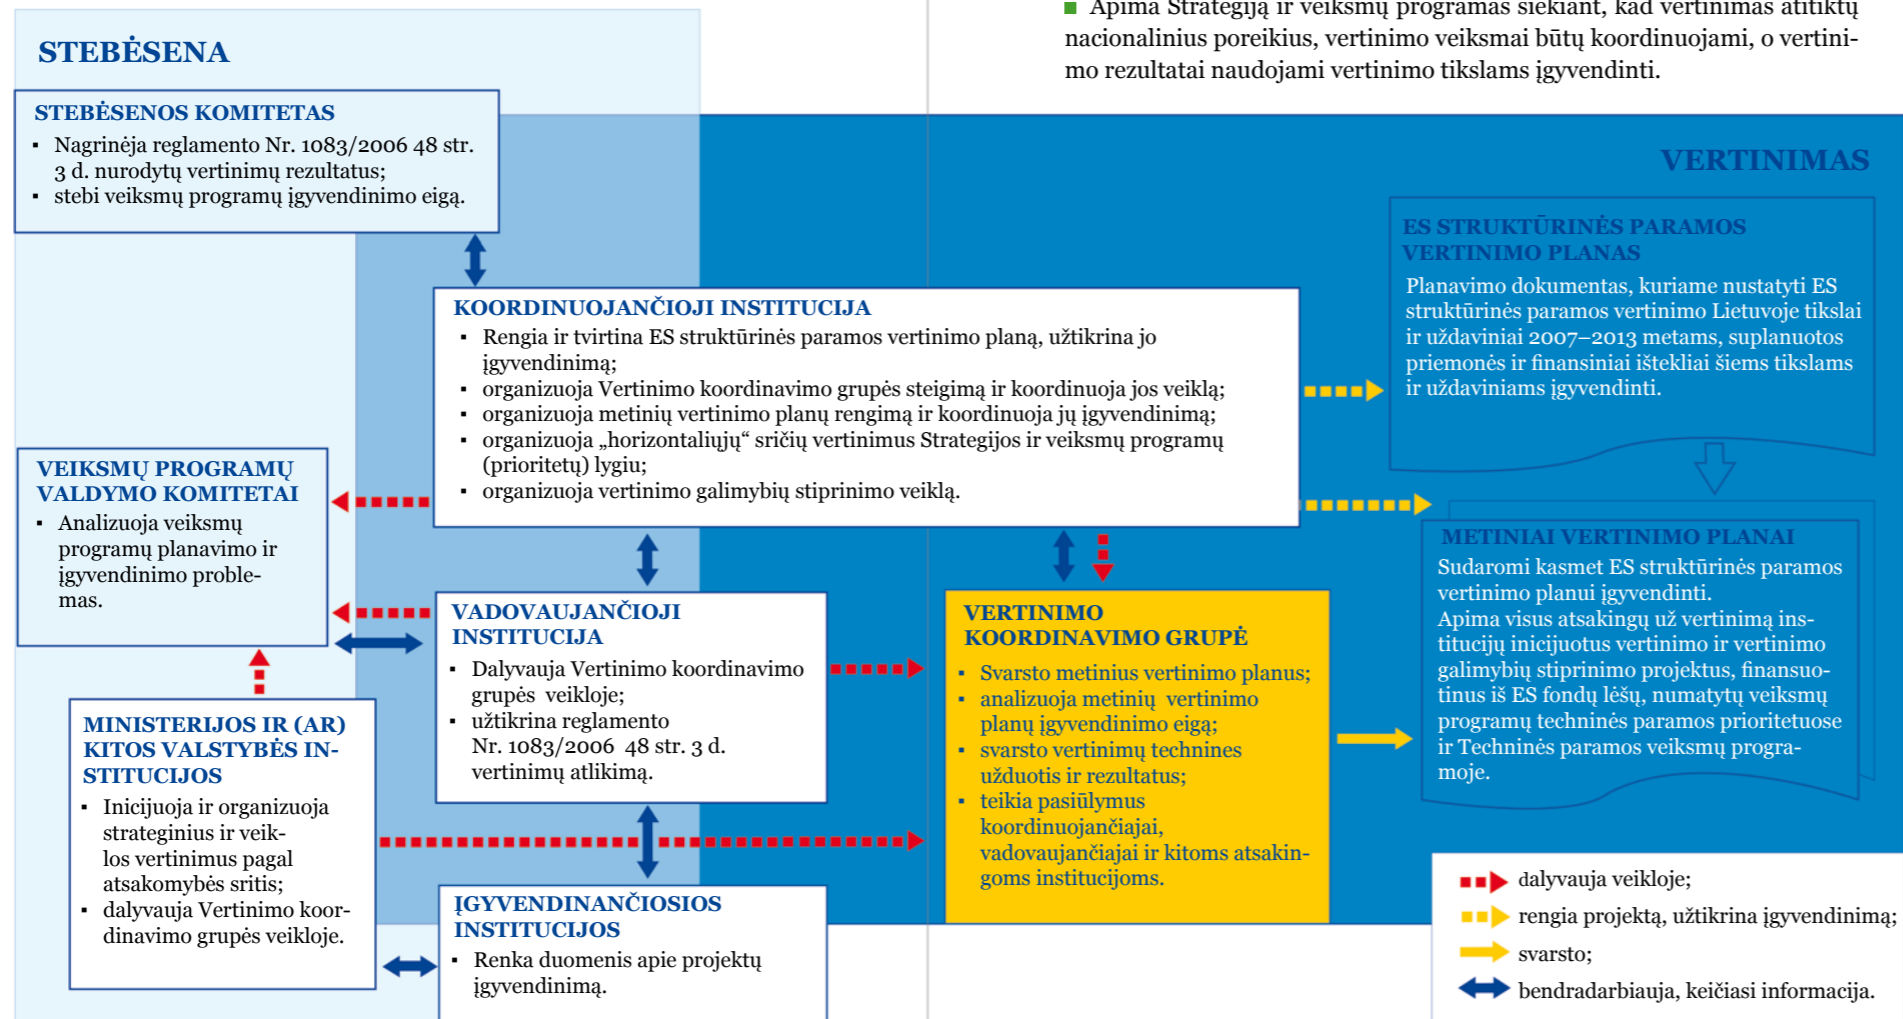 ■ Apima Strategiją ir veiksmų programas siekiant, kad vertinimas atitiktų
nacionalinius poreikius, vertinimo veiksmai būtų koordinuojami, o vertini-
mo rezultatai naudojami vertinimo tikslams įgyvendinti.
STEBĖSENA
STEBĖSENOS KOMITETAS
▪ Nagrinėja reglamento Nr. 1083/2006 48 str.
3 d. nurodytų vertinimų rezultatus;
▪ stebi veiksmų programų įgyvendinimo eigą.
VERTINIMAS
ES STRUKTŪRINĖS PARAMOS
VERTINIMO PLANAS
Planavimo dokumentas, kuriame nustatyti ES
struktūrinės paramos vertinimo Lietuvoje tikslai
ir uždaviniai 2007–2013 metams, suplanuotos
priemonės ir finansiniai ištekliai šiems tikslams
ir uždaviniams įgyvendinti.
KOORDINUOJANČIOJI INSTITUCIJA
▪ Rengia ir tvirtina ES struktūrinės paramos vertinimo planą, užtikrina jo
įgyvendinimą;
▪ organizuoja Vertinimo koordinavimo grupės steigimą ir koordinuoja jos veiklą;
▪ organizuoja metinių vertinimo planų rengimą ir koordinuoja jų įgyvendinimą;
▪ organizuoja „horizontaliųjų“ sričių vertinimus Strategijos ir veiksmų programų
(prioritetų) lygiu;
▪ organizuoja vertinimo galimybių stiprinimo veiklą.
VEIKSMŲ PROGRAMŲ
VALDYMO KOMITETAI
▪ Analizuoja veiksmų
programų planavimo ir
įgyvendinimo proble-
mas.
METINIAI VERTINIMO PLANAI
Sudaromi kasmet ES struktūrinės paramos
vertinimo planui įgyvendinti.
Apima visus atsakingų už vertinimą ins-
titucijų inicijuotus vertinimo ir vertinimo
galimybių stiprinimo projektus, finansuo-
tinus iš ES fondų lėšų, numatytų veiksmų
programų techninės paramos prioritetuose
ir Techninės paramos veiksmų progra-
moje.
VADOVAUJANČIOJI
INSTITUCIJA
▪ Dalyvauja Vertinimo koordinavimo
grupės veikloje;
▪ užtikrina reglamento
Nr. 1083/2006 48 str. 3 d.
vertinimų atlikimą.
VERTINIMO
KOORDINAVIMO GRUPĖ
▪ Svarsto metinius vertinimo planus;
▪ analizuoja metinių vertinimo
planų įgyvendinimo eigą;
▪ svarsto vertinimų technines
užduotis ir rezultatus;
▪ teikia pasiūlymus
koordinuojančiajai,
vadovaujančiajai ir kitoms atsakin-
goms institucijoms.
MINISTERIJOS IR (AR)
KITOS VALSTYBĖS IN-
STITUCIJOS
▪ Inicijuoja ir organizuoja
strateginius ir veik-
los vertinimus pagal
atsakomybės sritis;
▪ dalyvauja Vertinimo koor-
dinavimo grupės veikloje.
ĮGYVENDINANČIOSIOS
INSTITUCIJOS
▪ Renka duomenis apie projektų
įgyvendinimą.
dalyvauja veikloje;
rengia projektą, užtikrina įgyvendinimą;
svarsto;
bendradarbiauja, keičiasi informacija.